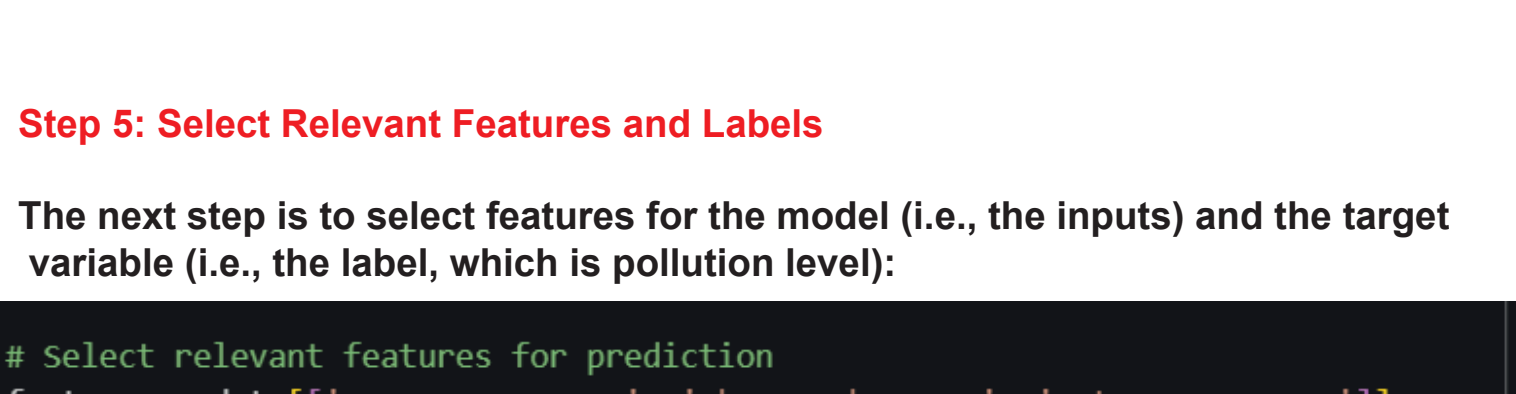 Step 5: Select Relevant Features and Labels
The next step is to select features for the model (i.e., the inputs) and the target
variable (i.e., the label, which is pollution level):
# Select relevant features for prediction